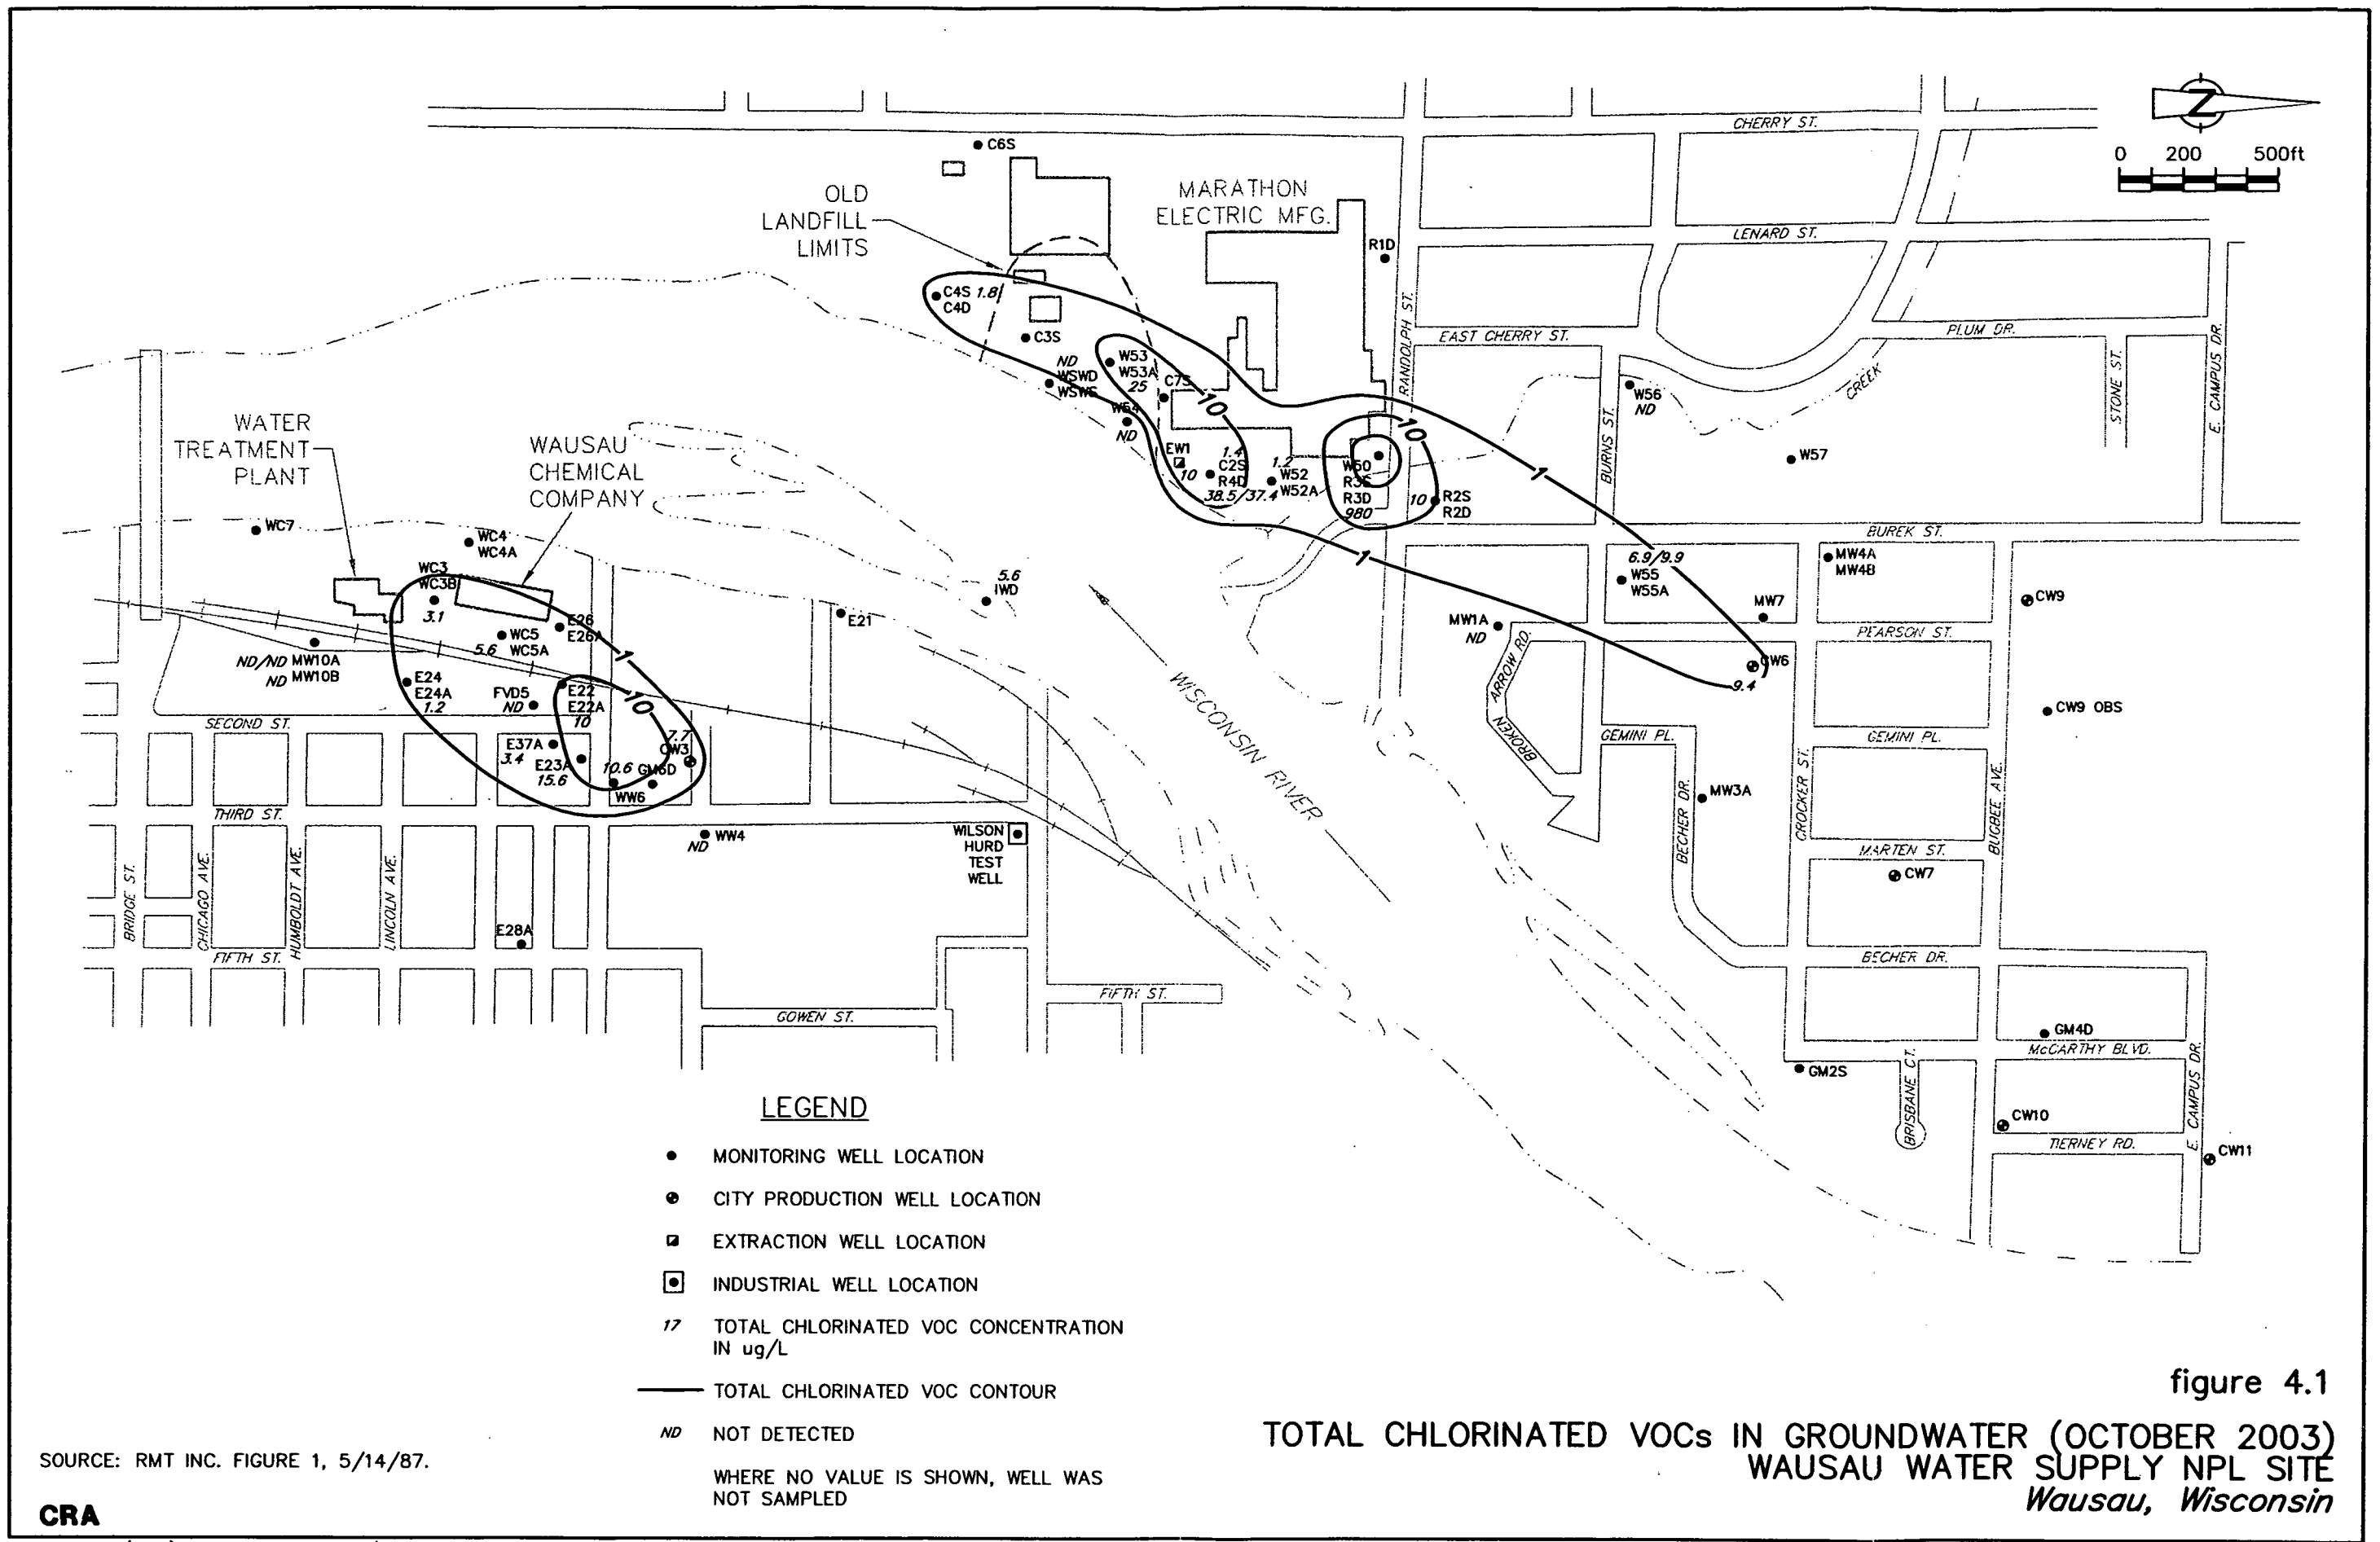 CHERRY ST.
Z
0 200 500ft
C6S
OLD
LANDFILL
LIMITS
MARATHON
ELECTRIC MFG.
R1D
LENARD ST.
C4S 1.8
C4D
C3S
RANDOLPH ST.
EAST CHERRY ST.
PLUM DR.
STONE ST.
E. CAMPUS DR.
CREEK
ND
WSWD
WSWS
W53
W53A
25
C7S
W54
ND
10
10
W56
ND
BURNS ST.
W57
1
WATER
TREATMENT
PLANT
WAUSAU
CHEMICAL
COMPANY
EW1
10
1.4
C2S
R4D
38.5/37.4
1.2
W52
W52A
W50
R3S
R3D
980
10
R2S
R2D
BUREK ST.
WC7
WC4
WC4A
WC3
WC3B
3.1
1
6.9/9.9
W55
W55A
MW4A
MW4B
5.6
IWD
E21
MW7
CW9
MW1A
ND
PEARSON ST.
E26
E26A
WC5
5.6 WC5A
1
ND/ND MW10A
ND MW10B
CW6
9.4
E24
E24A
1.2
FVD5
ND
E22
E22A
10
10
BROKEN ARROW RD.
WISCONSIN RIVER
CW9 OBS
SECOND ST.
GEMINI PL.
GEMINI PL.
E37A
3.4
E23A
15.6
7.7
CW3
10.6 GM6D
WW6
CROCKER ST.
BUGBEE AVE.
BECHER DR.
MW3A
THIRD ST.
WW4
ND
WILSON
HURD
TEST
WELL
MARTEN ST.
CW7
BRIDGE ST.
CHICAGO AVE.
HUMBOLDT AVE.
LINCOLN AVE.
E28A
FIFTH ST.
BECHER DR.
FIFTH ST.
GOWEN ST.
GM4D
McCARTHY BLVD.
GM2S
BRISBANE CT.
E. CAMPUS DR.
CW10
TIERNEY RD.
CW11
LEGEND
MONITORING WELL LOCATION
CITY PRODUCTION WELL LOCATION
EXTRACTION WELL LOCATION
INDUSTRIAL WELL LOCATION
17 TOTAL CHLORINATED VOC CONCENTRATION
IN ug/L
TOTAL CHLORINATED VOC CONTOUR
ND NOT DETECTED
WHERE NO VALUE IS SHOWN, WELL WAS
NOT SAMPLED
SOURCE: RMT INC. FIGURE 1, 5/14/87.
CRA
figure 4.1
TOTAL CHLORINATED VOCs IN GROUNDWATER (OCTOBER 2003)
WAUSAU WATER SUPPLY NPL SITE
Wausau, Wisconsin